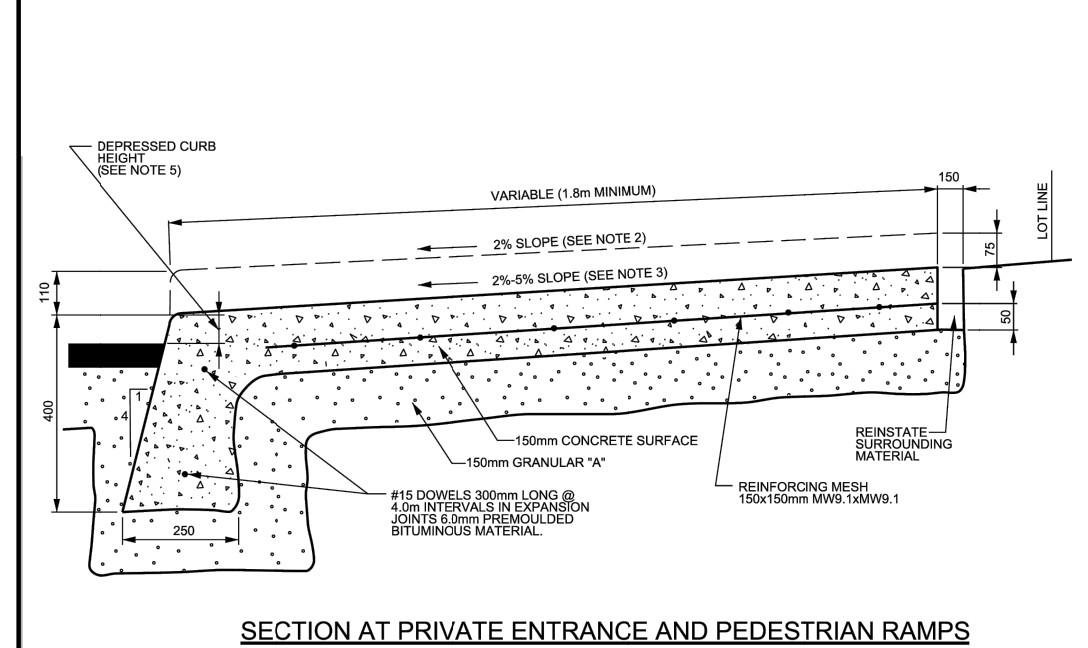 DEPRESSED CURB
HEIGHT
(SEE NOTE 5)
VARIABLE (1.8m MINIMUM)
150
LOT LINE
2% SLOPE (SEE NOTE 2)
75
2%-5% SLOPE (SEE NOTE 3)
110
50
400
1
4
150mm CONCRETE SURFACE
150mm GRANULAR "A"
REINSTATE
SURROUNDING
MATERIAL
REINFORCING MESH
150x150mm MW9.1xMW9.1
#15 DOWELS 300mm LONG @
4.0m INTERVALS IN EXPANSION
JOINTS 6.0mm PREMOULDED
BITUMINOUS MATERIAL.
250
SECTION AT PRIVATE ENTRANCE AND PEDESTRIAN RAMPS